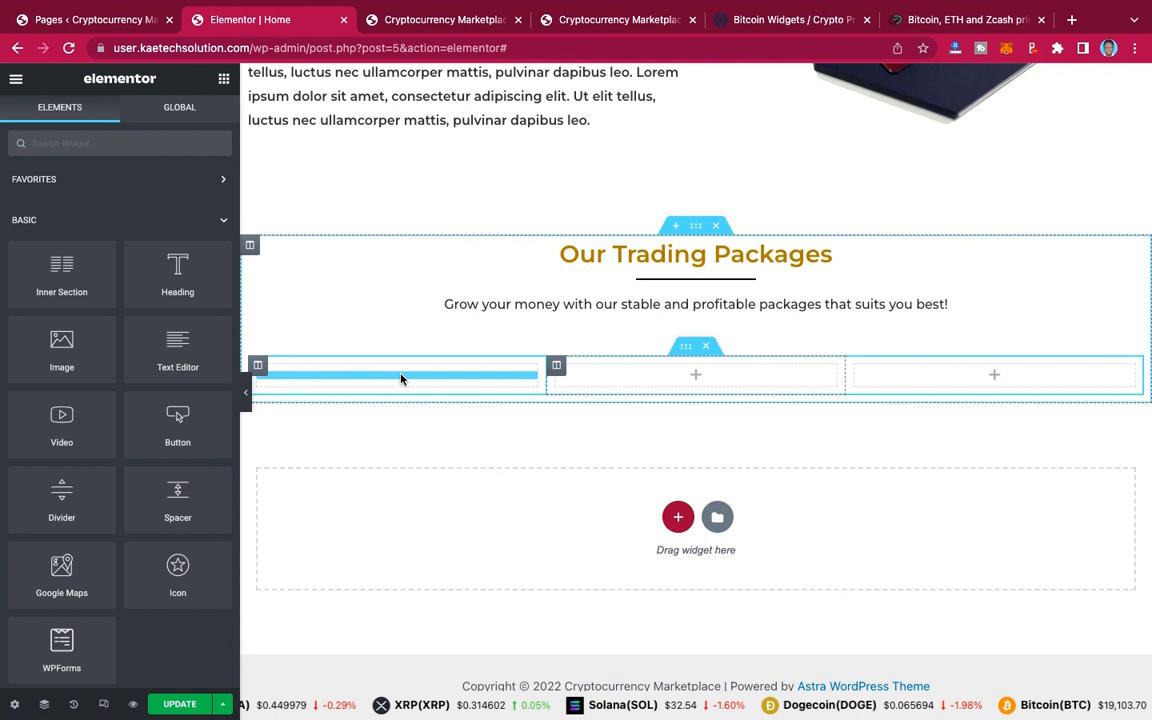 Pages ‹ Cryptocurrency Ma
Elementor | Home
Cryptocurrency Marketplac
Cryptocurrency Marketplac
Bitcoin Widgets / Crypto P
Bitcoin, ETH and Zcash pri
user.kaetechsolution.com/wp-admin/post.php?post=5&action=elementor#
elementor
ELEMENTS
GLOBAL
Search Widget...
FAVORITES
BASIC
Inner Section
Heading
Image
Text Editor
Video
Button
Divider
Spacer
Google Maps
Icon
WPForms
UPDATE
tellus, luctus nec ullamcorper mattis, pulvinar dapibus leo. Lorem
ipsum dolor sit amet, consectetur adipiscing elit. Ut elit tellus,
luctus nec ullamcorper mattis, pulvinar dapibus leo.
Our Trading Packages
Grow your money with our stable and profitable packages that suits you best!
Drag widget here
Copyright © 2022 Cryptocurrency Marketplace | Powered by Astra WordPress Theme
A) $0.449979 ↓ -0.29% XRP(XRP) $0.314602 ↑ 0.05% Solana(SOL) $32.54 ↓ -1.60% Dogecoin(DOGE) $0.065694 ↓ -1.98% Bitcoin(BTC) $19,103.70